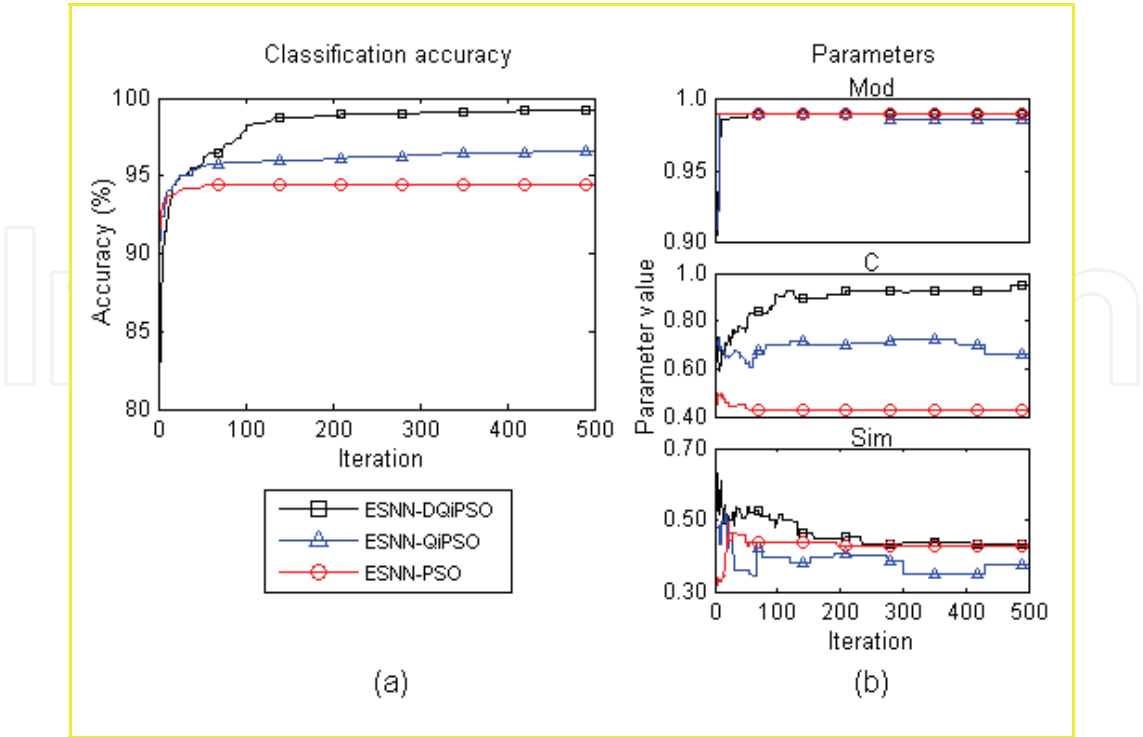 Classification accuracy
100
95
90
85
80
Accuracy (%)
0 100 200 300 400 500
Iteration
ESNN-DQiPSO
ESNN-QiPSO
ESNN-PSO
(a)
Parameters
Mod
1.0
0.95
0.90
C
1.0
0.80
0.60
0.40
Parameter value
Sim
0.70
0.50
0.30
0 100 200 300 400 500
Iteration
(b)